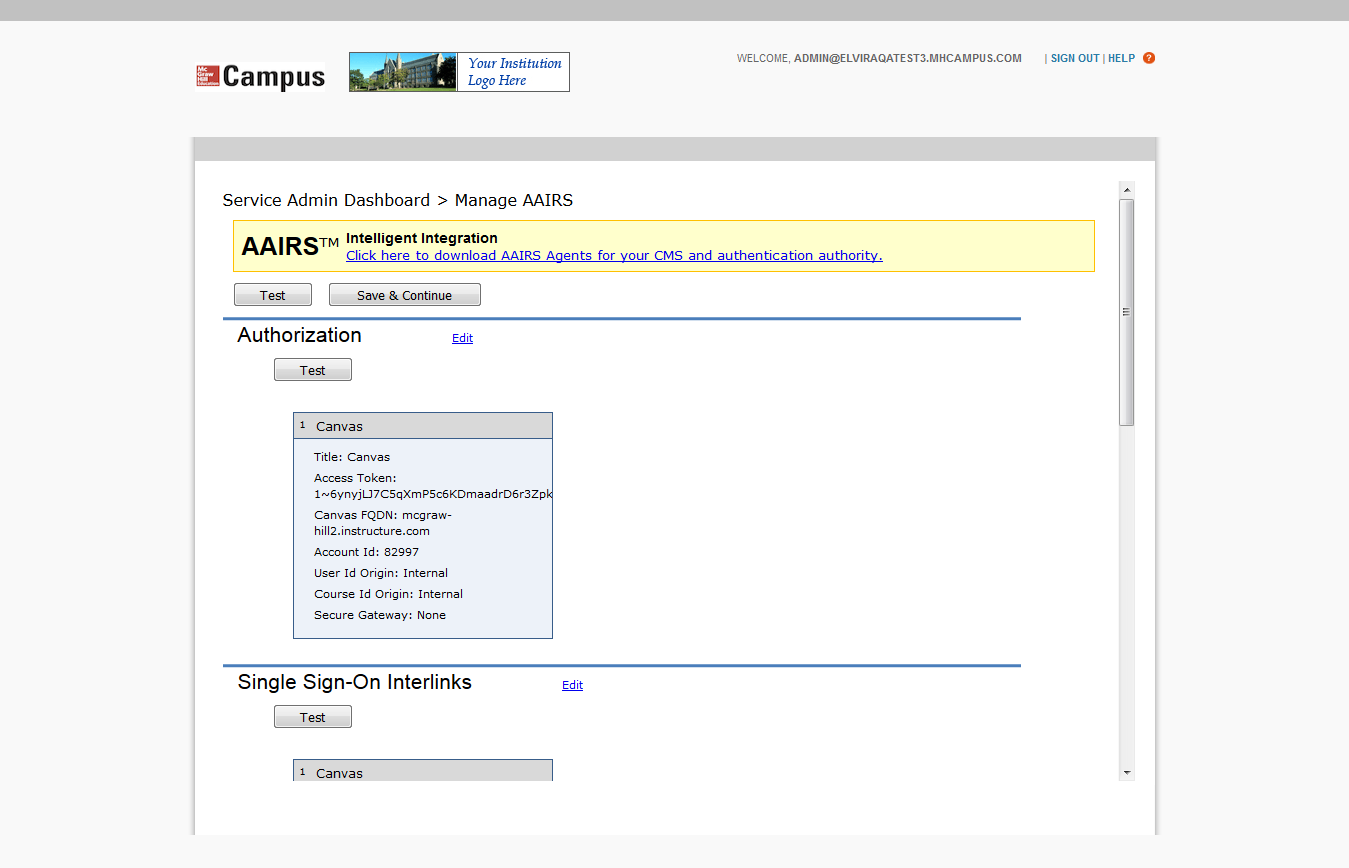 Mc
Graw
Hill
Education
Campus
Your Institution
Logo Here
WELCOME, ADMIN@ELVIRAQATEST3.MHCAMPUS.COM | SIGN OUT | HELP ?
Service Admin Dashboard > Manage AAIRS
AAIRS™ Intelligent Integration
Click here to download AAIRS Agents for your CMS and authentication authority.
Test Save & Continue
Authorization Edit
Test
1 Canvas
Title: Canvas
Access Token:
1~6ynyjLJ7C5qXmP5c6KDmaadrD6r3Zpk
Canvas FQDN: mcgraw-
hill2.instructure.com
Account Id: 82997
User Id Origin: Internal
Course Id Origin: Internal
Secure Gateway: None
Single Sign-On Interlinks Edit
Test
1 Canvas